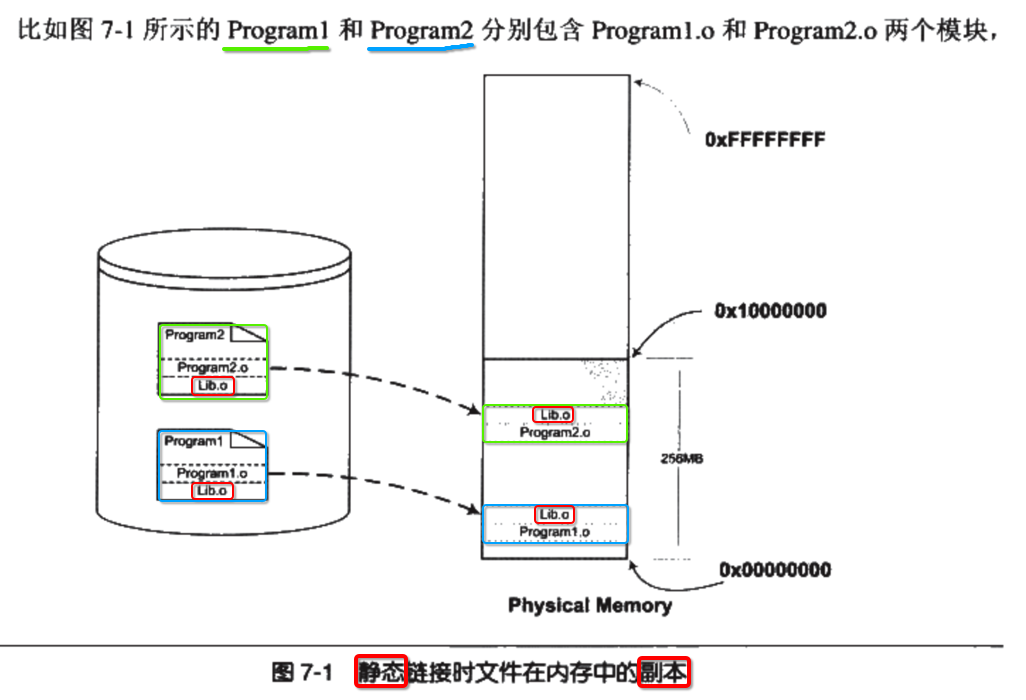 比如图 7-1 所示的 Program1 和 Program2 分别包含 Program1.o 和 Program2.o 两个模块，
0xFFFFFFFF
0x10000000
Program2
Program2.o
Lib.o
Lib.o
Program2.o
Program1
Program1.o
Lib.o
256MB
Lib.o
Program1.o
0x00000000
Physical Memory
图 7-1 静态链接时文件在内存中的副本